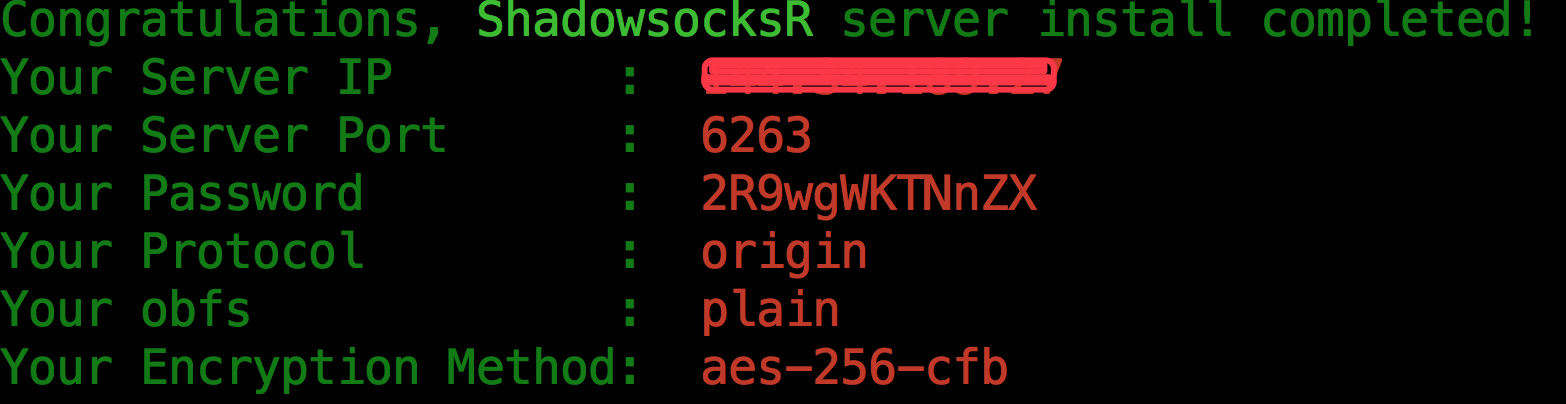 Congratulations, ShadowsocksR server install completed!
Your Server IP        :
Your Server Port      :  6263
Your Password         :  2R9wgWKTNnZX
Your Protocol         :  origin
Your obfs             :  plain
Your Encryption Method:  aes-256-cfb